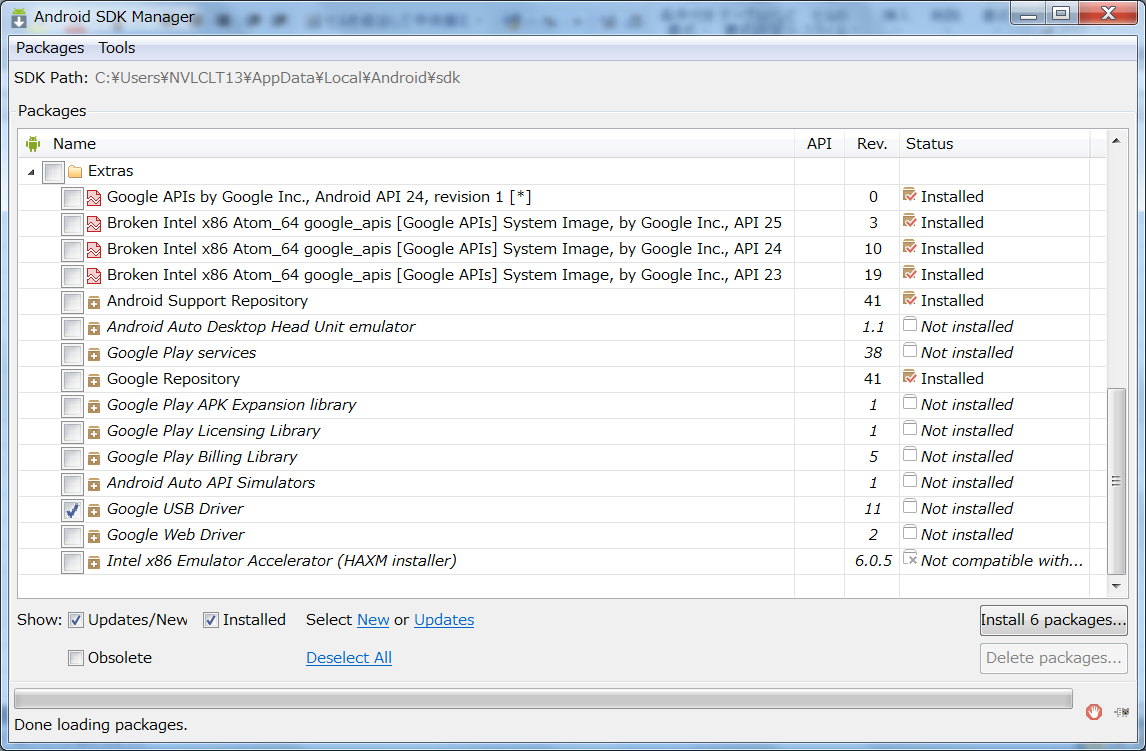 Android SDK Manager
Packages Tools
SDK Path: C:¥Users¥NVLCLT13¥AppData¥Local¥Android¥sdk
Packages
Name API Rev. Status
Extras
Google APIs by Google Inc., Android API 24, revision 1 [*] 0 Installed
Broken Intel x86 Atom_64 google_apis [Google APIs] System Image, by Google Inc., API 25 3 Installed
Broken Intel x86 Atom_64 google_apis [Google APIs] System Image, by Google Inc., API 24 10 Installed
Broken Intel x86 Atom_64 google_apis [Google APIs] System Image, by Google Inc., API 23 19 Installed
Android Support Repository 41 Installed
Android Auto Desktop Head Unit emulator 1.1 Not installed
Google Play services 38 Not installed
Google Repository 41 Installed
Google Play APK Expansion library 1 Not installed
Google Play Licensing Library 1 Not installed
Google Play Billing Library 5 Not installed
Android Auto API Simulators 1 Not installed
Google USB Driver 11 Not installed
Google Web Driver 2 Not installed
Intel x86 Emulator Accelerator (HAXM installer) 6.0.5 Not compatible with...
Show: Updates/New Installed Select New or Updates Install 6 packages...
Obsolete Deselect All Delete packages...
Done loading packages.